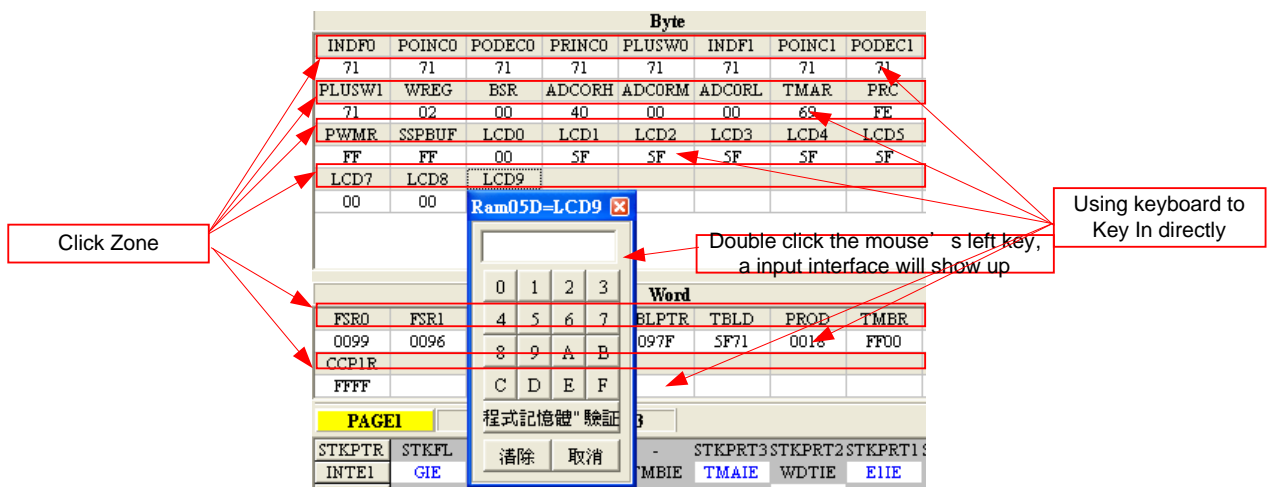 Byte
INDF0 POINC0 PODEC0 PRINC0 PLUSW0 INDF1 POINC1 PODEC1
71 71 71 71 71 71 71 71
PLUSW1 WREG BSR ADCORH ADC0RM ADC0RL TMAR PRC
71 02 00 40 00 00 69 FE
PWMR SSPBUF LCD0 LCD1 LCD2 LCD3 LCD4 LCD5
FF FF 00 5F 5F 5F 5F 5F
LCD7 LCD8 LCD9
00 00
Ram05D=LCD9
Click Zone
Using keyboard to
Key In directly
Double click the mouse's left key,
a input interface will show up
0 1 2 3
4 5 6 7
8 9 A B
C D E F
程式記憶體"驗証
清除 取消
Word
FSR0 FSR1 BLPTR TBLD PROD TMBR
0099 0096 097F 5F71 0018 FF00
CCP1R
FFFF
PAGE1
STKPTR STKFL - STKPRT3 STKPRT2 STKPRT1
INTE1 GIE TMBIE TMAIE WDTIE E1IE